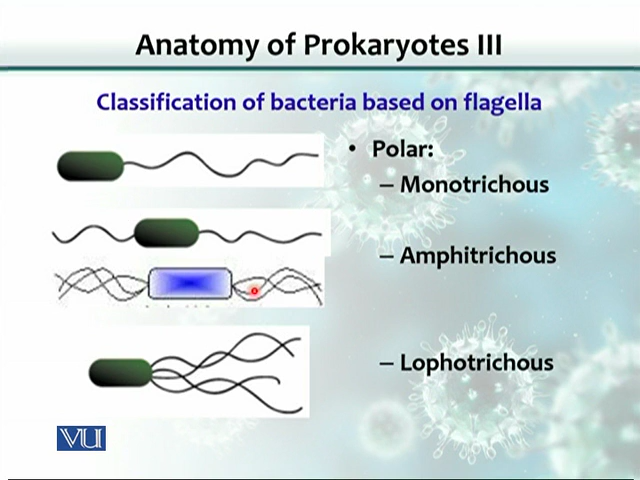 Anatomy of Prokaryotes III
Classification of bacteria based on flagella
• Polar:
– Monotrichous
– Amphitrichous
– Lophotrichous
VU